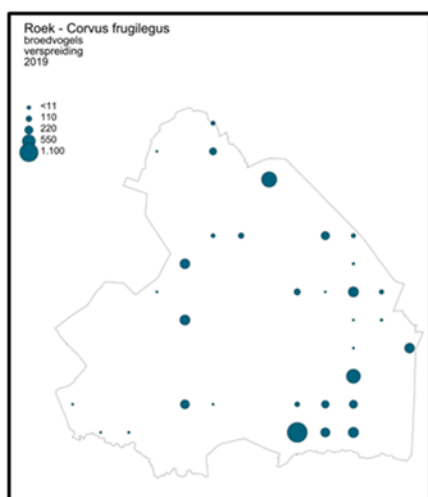 Roek - Corvus frugilegus
broedvogels
verspreiding
2019
<11
110
220
550
1.100